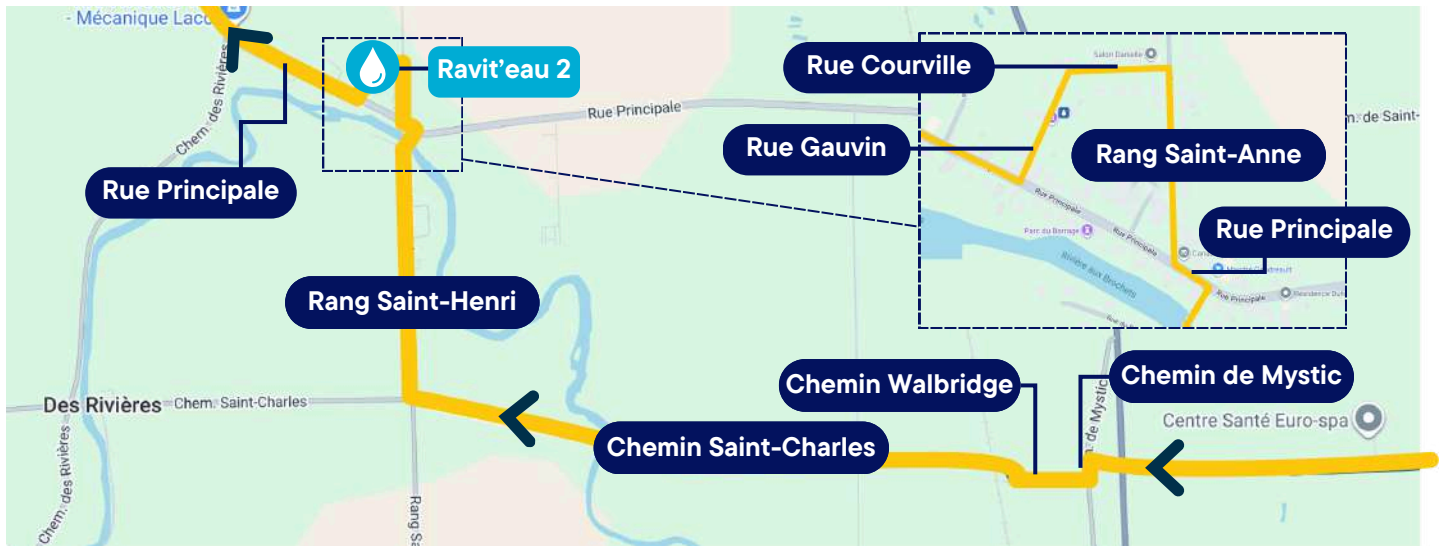 - Mécanique Laco
Chem. des Rivières
Ravit’eau 2
Rue Principale
Rue Principale
Rang Saint-Henri
Des Rivières
Chem. Saint-Charles
Chem. des Rivières
Chemin Saint-Charles
Rang Sa
Rue Courville
Salon Danielle
Rue Gauvin
Rang Saint-Anne
n. de Saint-
Rue Principale
Rue Principale
Parc du Barrage
Rue Principale
Rivière aux Brochets
Rue Principale
Chemin Walbridge
Chemin de Mystic
n. de Mystic
Centre Santé Euro-spa